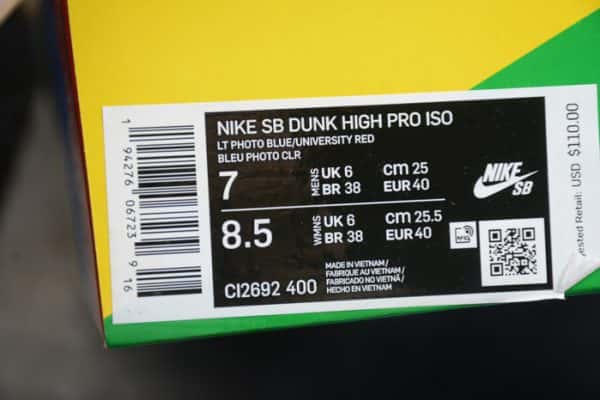 NIKE SB DUNK HIGH PRO ISO
LT PHOTO BLUE/UNIVERSITY RED
BLEU PHOTO CLR
7 MENS UK 6 cm 25
BR 38 EUR 40
8.5 WMNS UK 6 cm 25.5
BR 38 EUR 40
CI2692 400
MADE IN VIETNAM /
FABRIQUE AU VIETNAM /
FABRICADO NO VIETNÃ /
HECHO EN VIETNAM
NIKE SB
RFID
1 94276 06723 9 16
Retail: USD $110.00